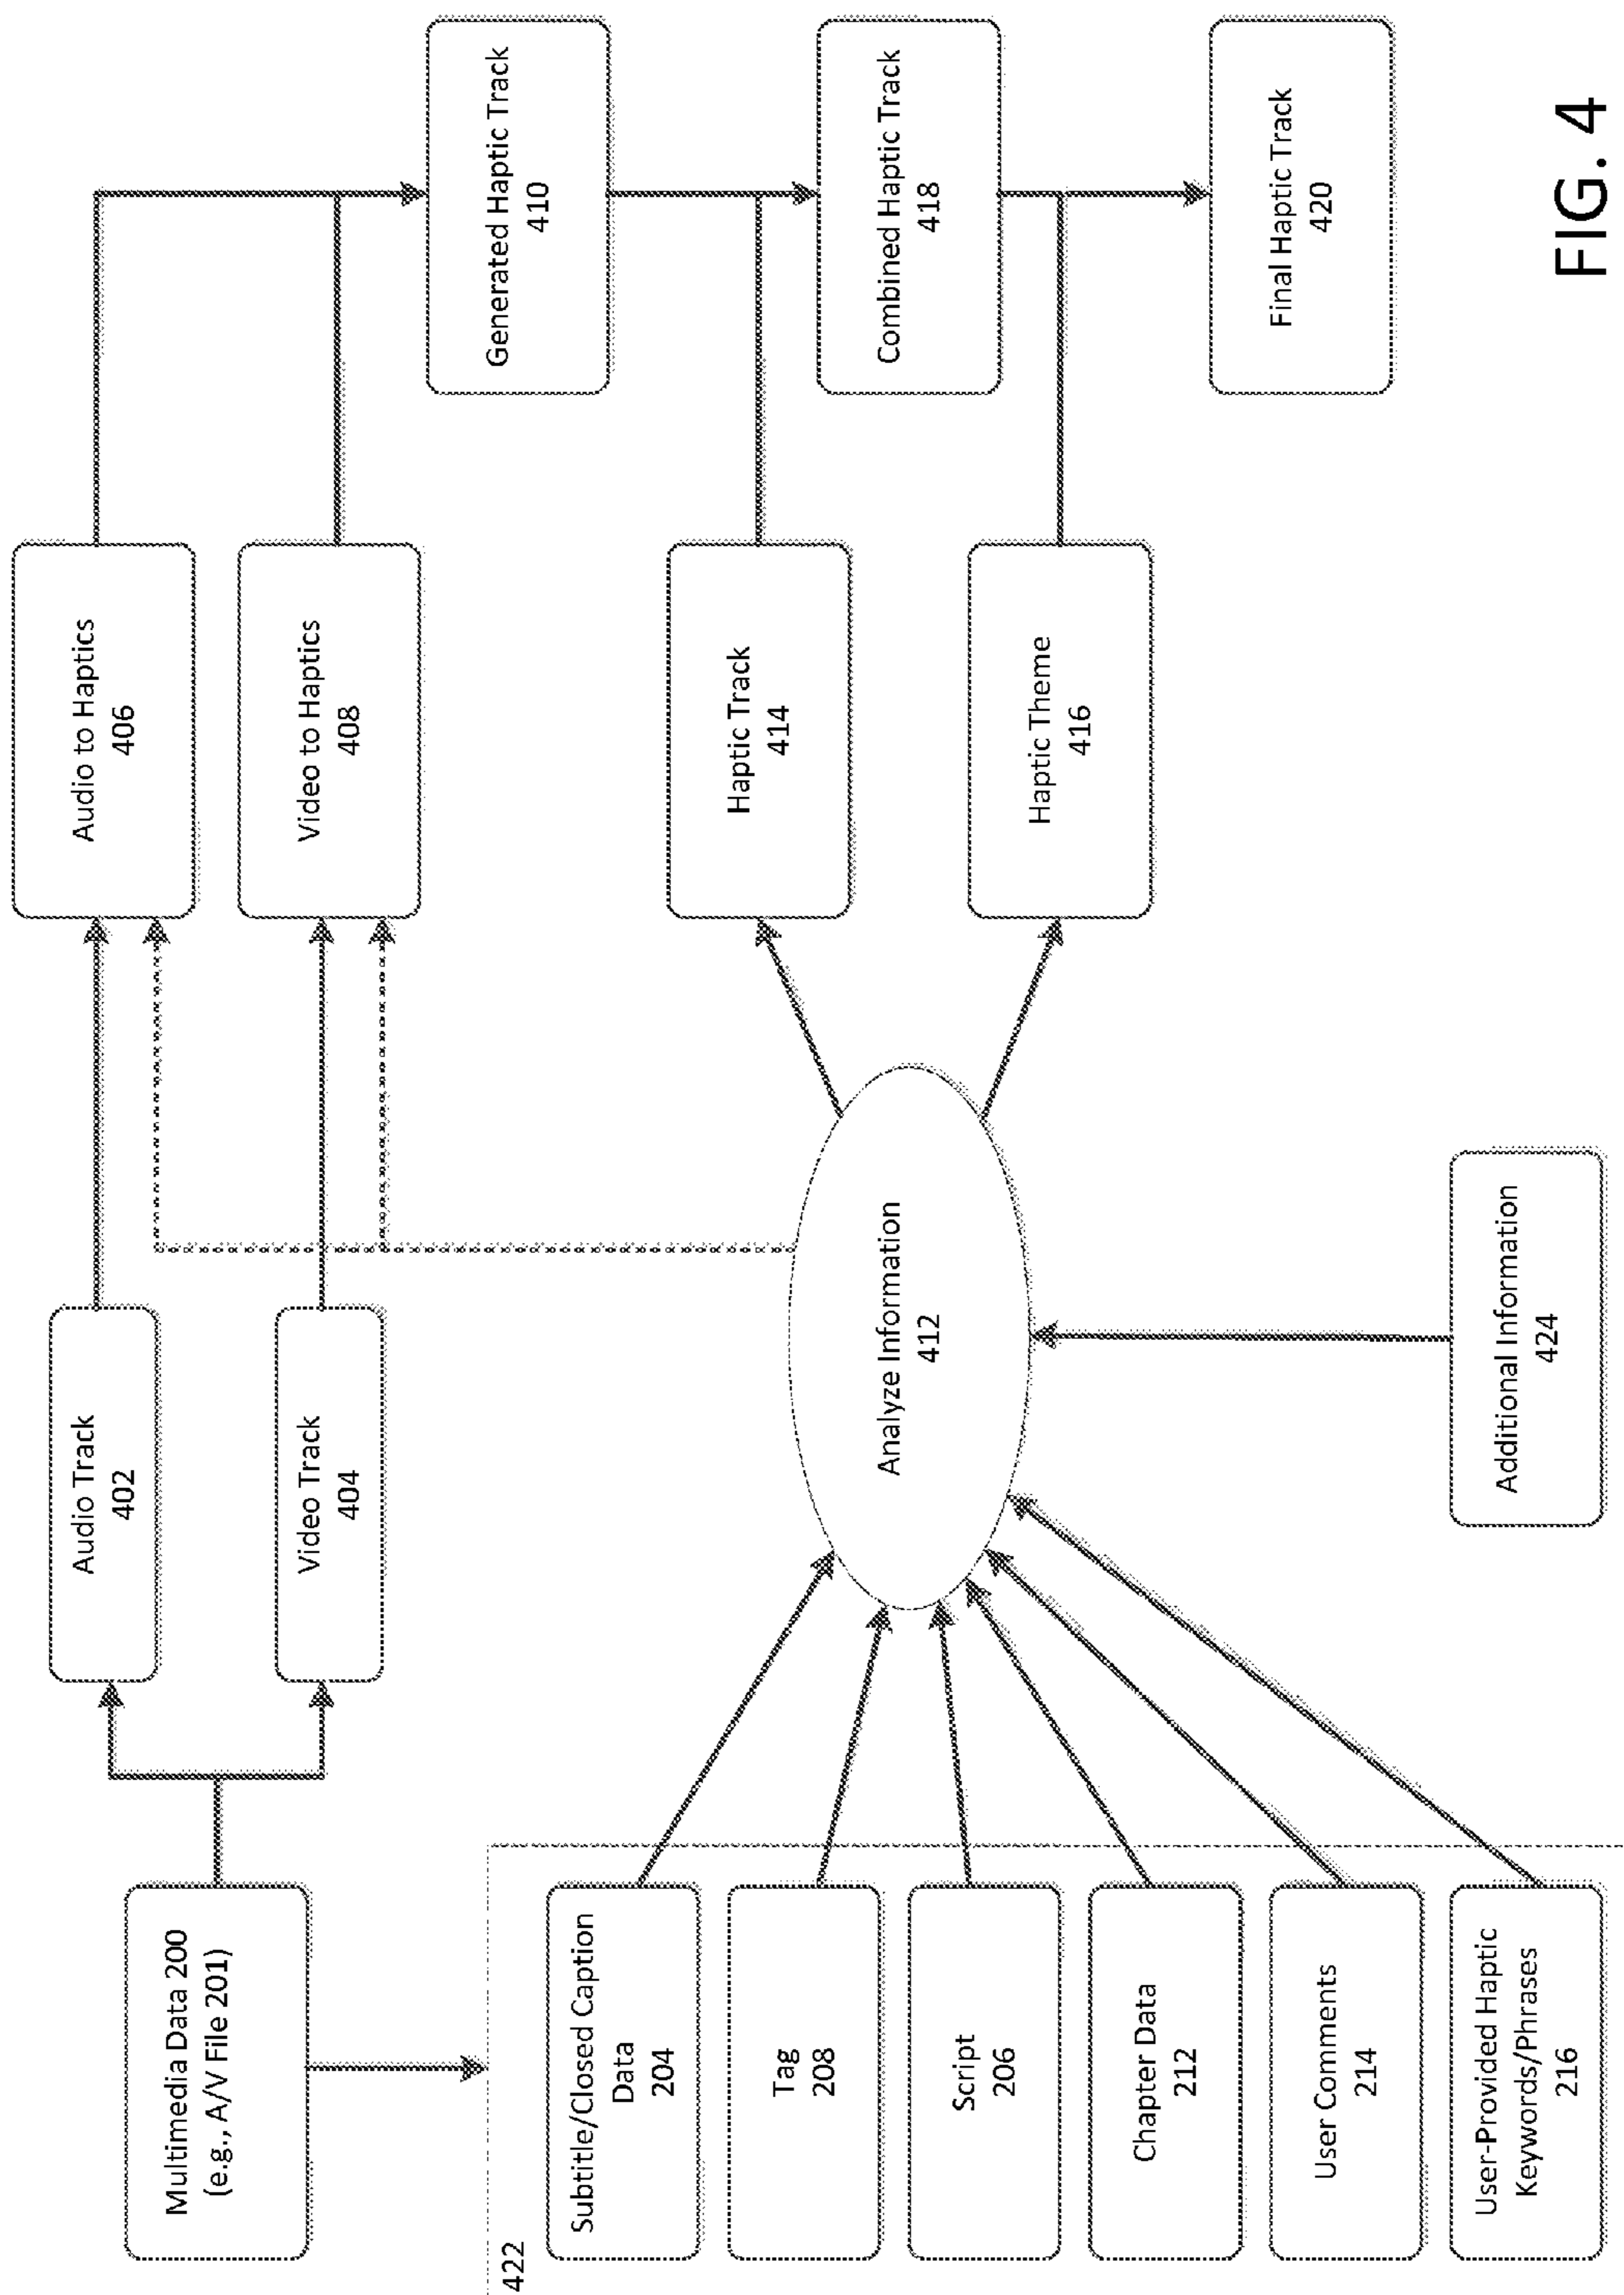 Multimedia Data 200
(e.g., A/V File 201)
Audio Track
402
Audio to Haptics
406
Video Track
404
Video to Haptics
408
Generated Haptic Track
410
422
Subtitle/Closed Caption
Data
204
Tag
208
Script
206
Chapter Data
212
User Comments
214
User-Provided Haptic
Keywords/Phrases
216
Analyze Information
412
Additional Information
424
Haptic Track
414
Haptic Theme
416
Combined Haptic Track
418
Final Haptic Track
420
FIG. 4